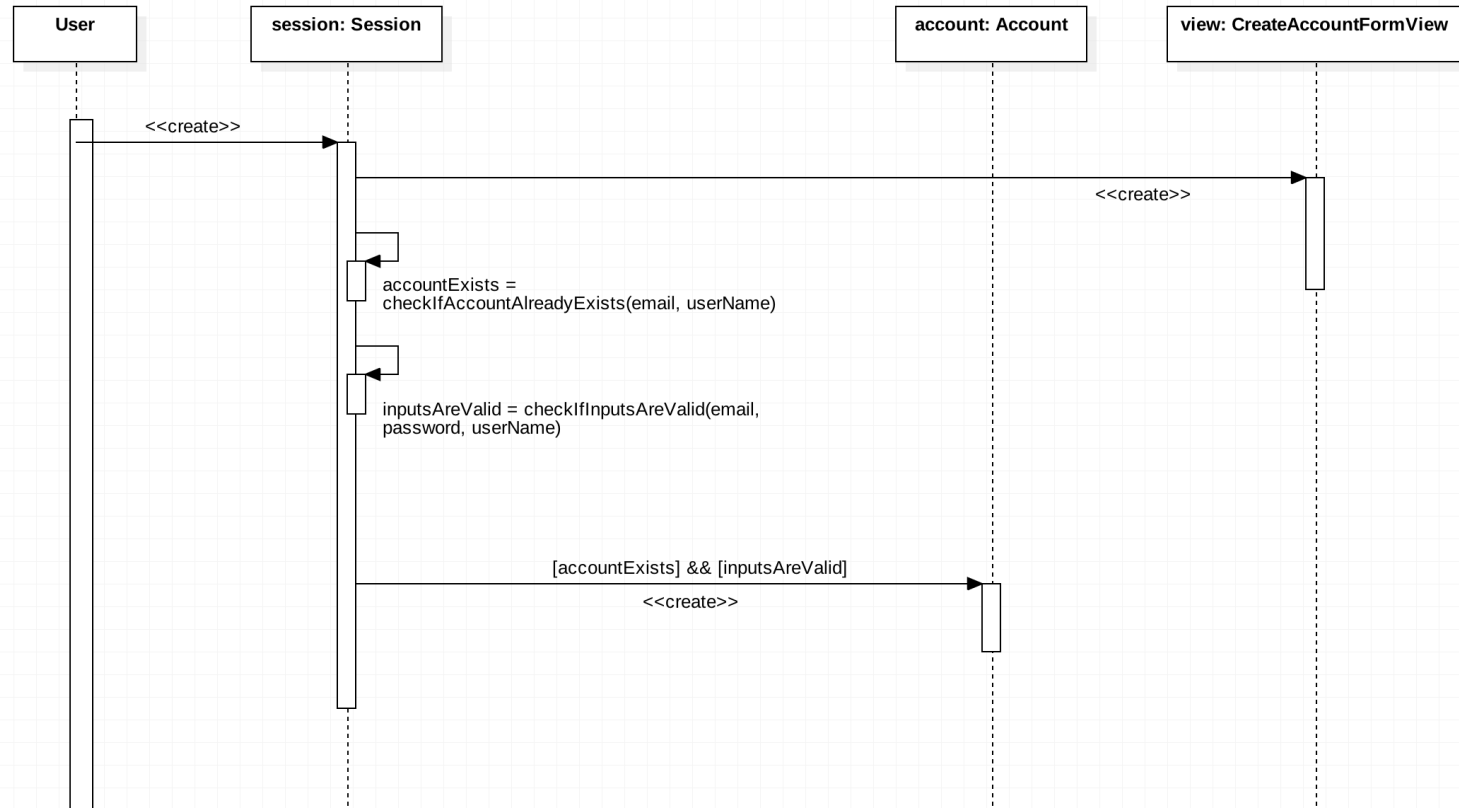 User
session: Session
account: Account
view: CreateAccountFormView
<<create>>
<<create>>
accountExists =
checkIfAccountAlreadyExists(email, userName)
inputsAreValid = checkIfInputsAreValid(email,
password, userName)
[accountExists] && [inputsAreValid]
<<create>>